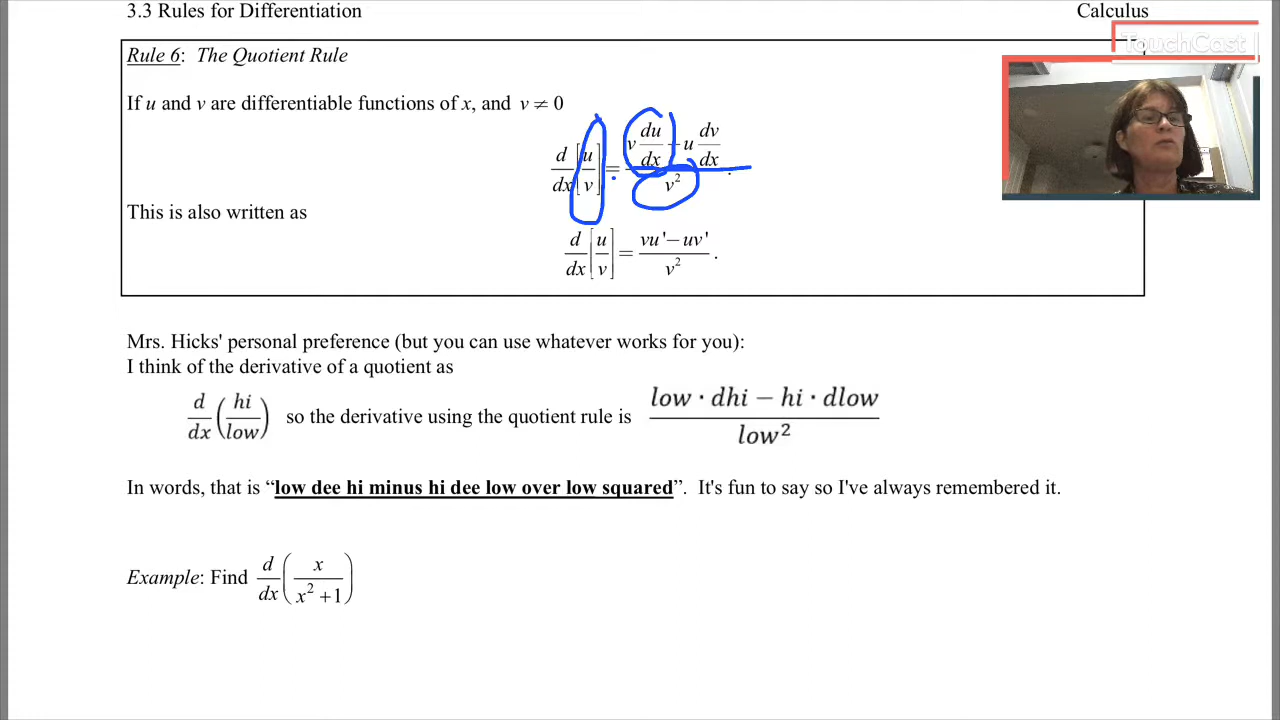 3.3 Rules for Differentiation Calculus
TouchCast
Rule 6: The Quotient Rule
If u and v are differentiable functions of x, and v ≠ 0
d/dx [u/v] = (v du/dx − u dv/dx) / v² .
This is also written as
d/dx [u/v] = (vu' − uv') / v² .
Mrs. Hicks' personal preference (but you can use whatever works for you):
I think of the derivative of a quotient as
d/dx (hi/low) so the derivative using the quotient rule is (low · dhi − hi · dlow) / low²
In words, that is “low dee hi minus hi dee low over low squared”. It's fun to say so I've always remembered it.
Example: Find d/dx (x / (x² +1))